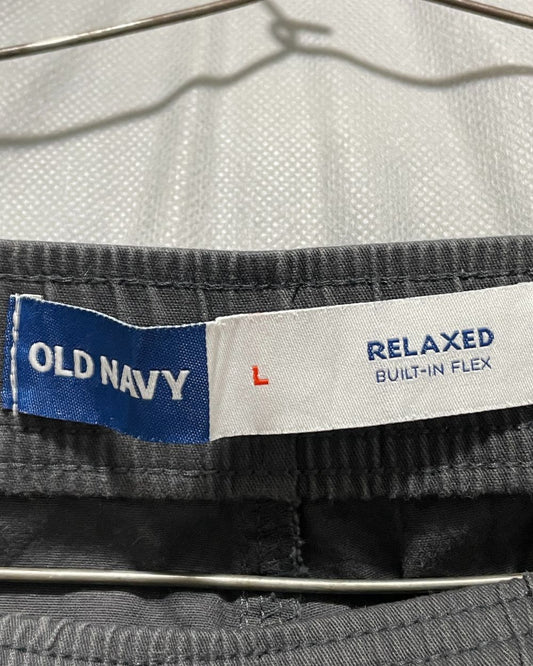 OLD NAVY
L
RELAXED
BUILT-IN FLEX